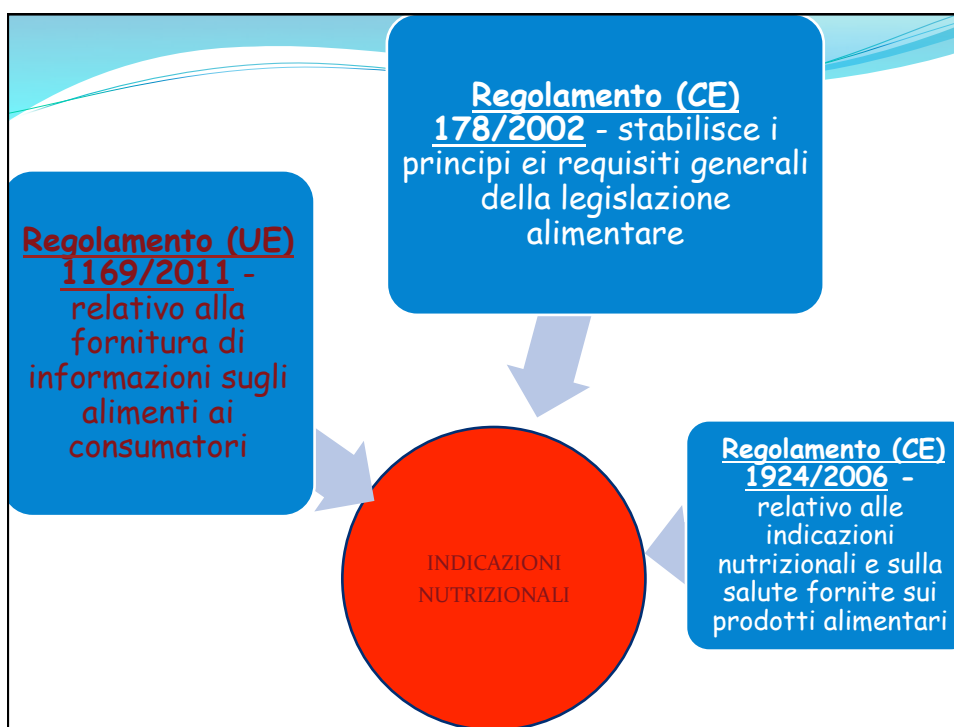 Regolamento (CE)
178/2002 - stabilisce i
principi ei requisiti generali
della legislazione
alimentare
Regolamento (UE)
1169/2011 -
relativo alla
fornitura di
informazioni sugli
alimenti ai
consumatori
Regolamento (CE)
1924/2006 -
relativo alle
indicazioni
nutrizionali e sulla
salute fornite sui
prodotti alimentari
INDICAZIONI
NUTRIZIONALI